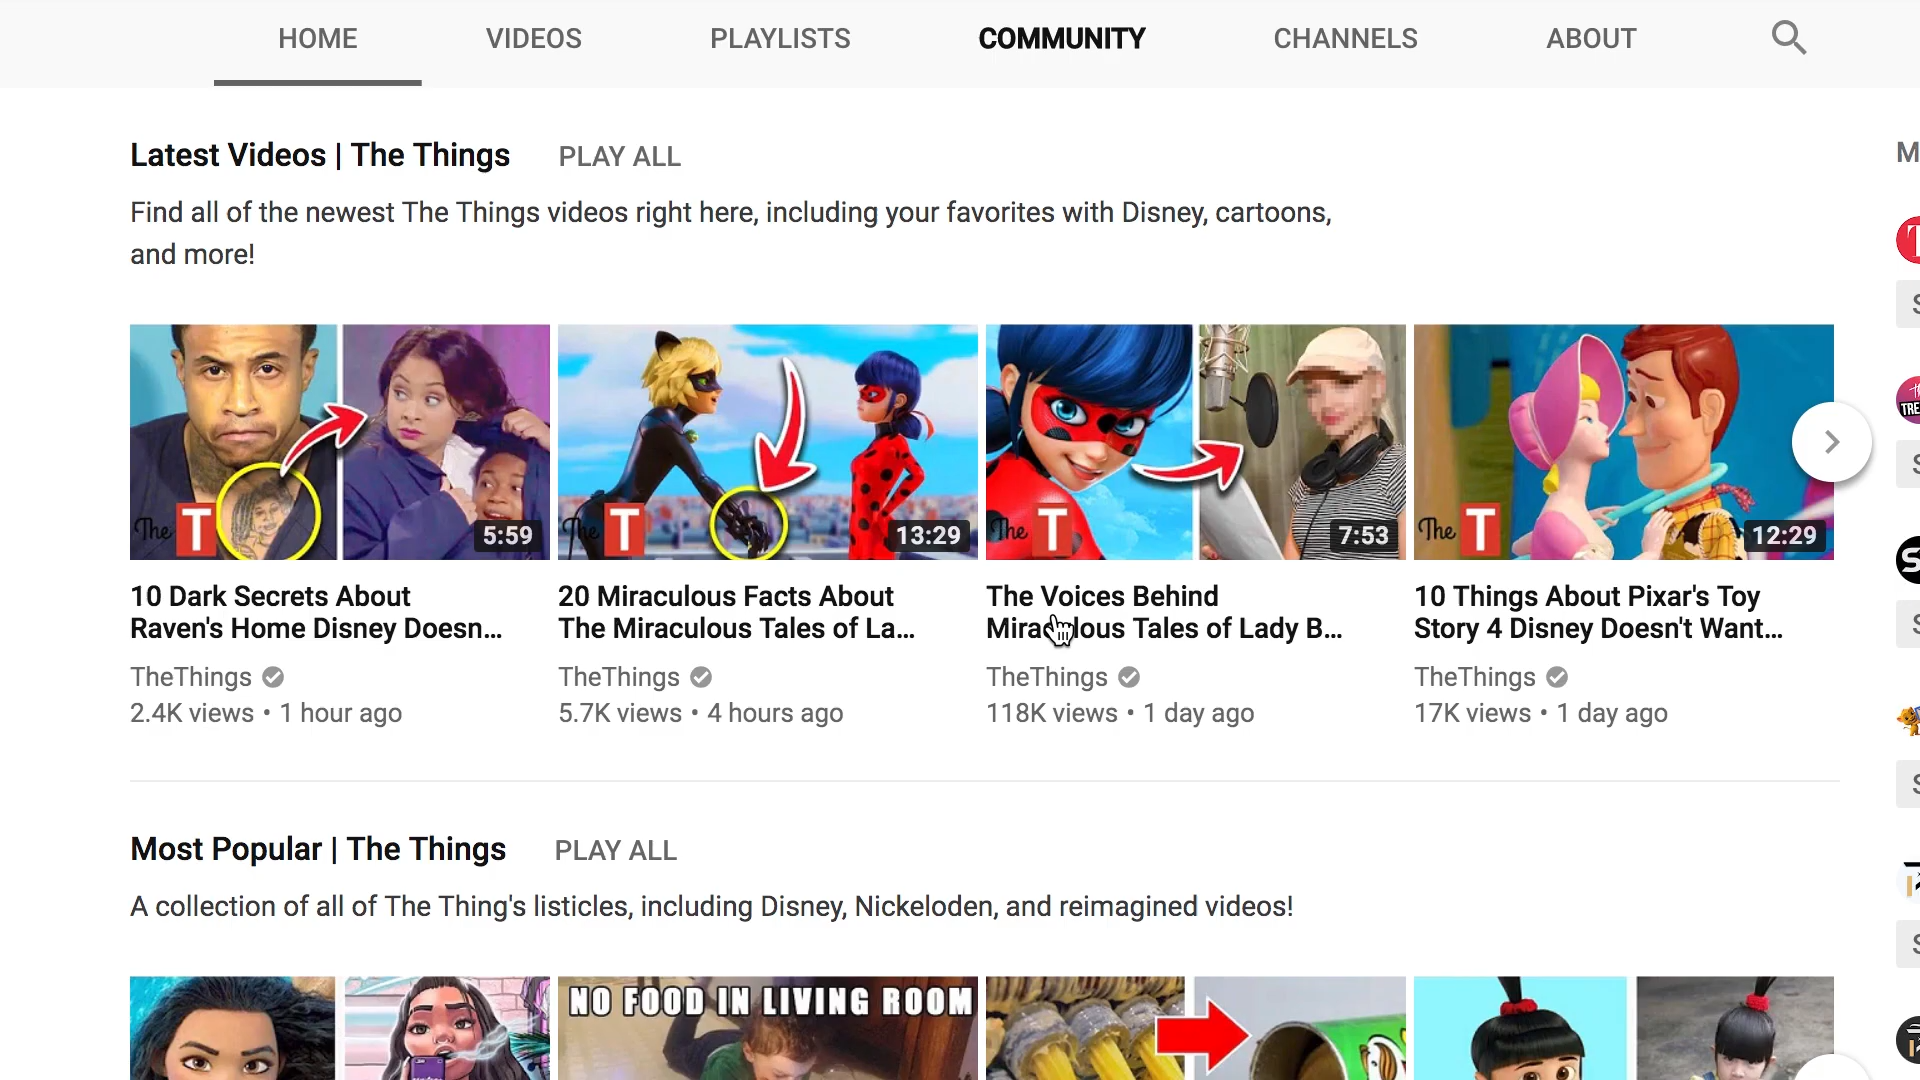 HOME
VIDEOS
PLAYLISTS
COMMUNITY
CHANNELS
ABOUT
Latest Videos | The Things
PLAY ALL
Find all of the newest The Things videos right here, including your favorites with Disney, cartoons,
and more!
The T
5:59
The T
13:29
The T
7:53
The T
12:29
10 Dark Secrets About
Raven's Home Disney Doesn...
TheThings
2.4K views • 1 hour ago
20 Miraculous Facts About
The Miraculous Tales of La...
TheThings
5.7K views • 4 hours ago
The Voices Behind
Miraculous Tales of Lady B...
TheThings
118K views • 1 day ago
10 Things About Pixar's Toy
Story 4 Disney Doesn't Want...
TheThings
17K views • 1 day ago
Most Popular | The Things
PLAY ALL
A collection of all of The Thing's listicles, including Disney, Nickeloden, and reimagined videos!
NO FOOD IN LIVING ROOM